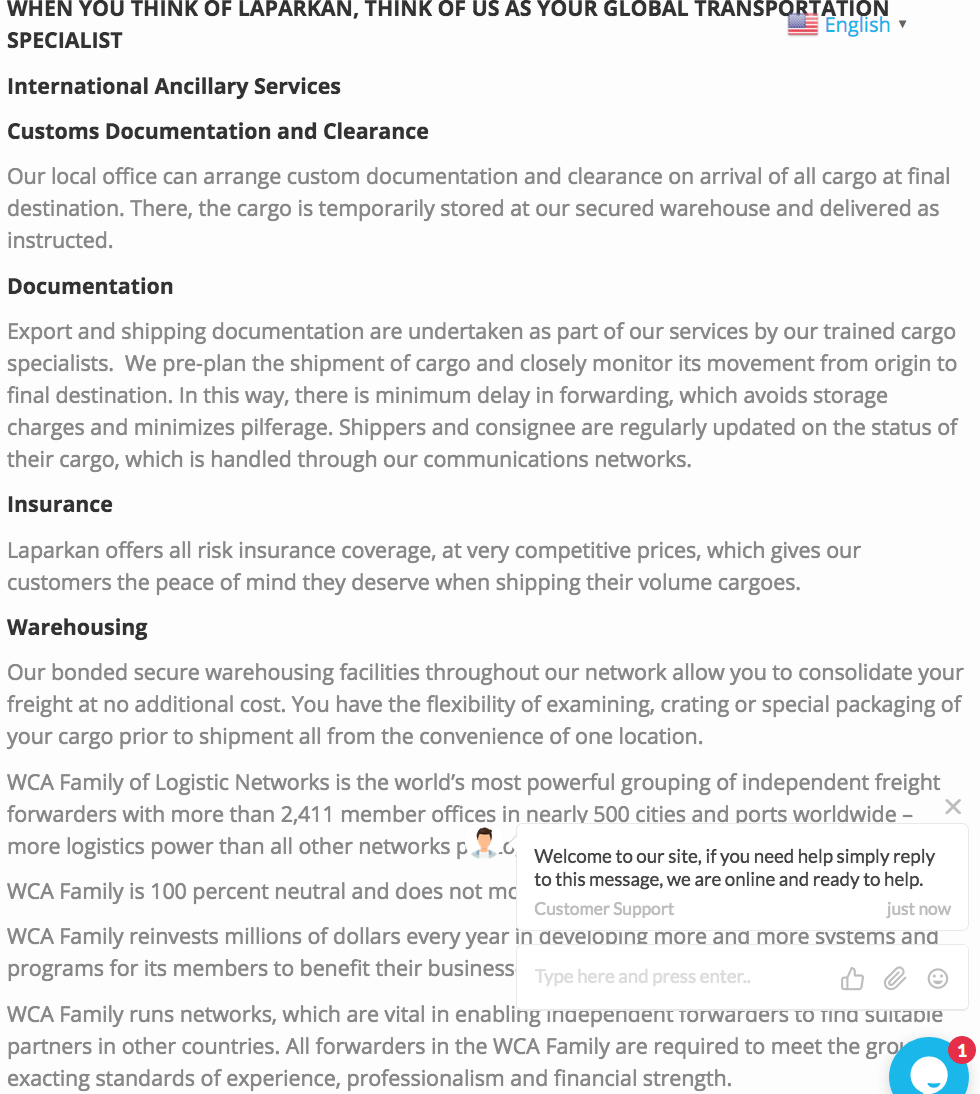 WHEN YOU THINK OF LAPARKAN, THINK OF US AS YOUR GLOBAL TRANSPORTATION
SPECIALIST
English
International Ancillary Services
Customs Documentation and Clearance
Our local office can arrange custom documentation and clearance on arrival of all cargo at final
destination. There, the cargo is temporarily stored at our secured warehouse and delivered as
instructed.
Documentation
Export and shipping documentation are undertaken as part of our services by our trained cargo
specialists.  We pre-plan the shipment of cargo and closely monitor its movement from origin to
final destination. In this way, there is minimum delay in forwarding, which avoids storage
charges and minimizes pilferage. Shippers and consignee are regularly updated on the status of
their cargo, which is handled through our communications networks.
Insurance
Laparkan offers all risk insurance coverage, at very competitive prices, which gives our
customers the peace of mind they deserve when shipping their volume cargoes.
Warehousing
Our bonded secure warehousing facilities throughout our network allow you to consolidate your
freight at no additional cost. You have the flexibility of examining, crating or special packaging of
your cargo prior to shipment all from the convenience of one location.
WCA Family of Logistic Networks is the world's most powerful grouping of independent freight
forwarders with more than 2,411 member offices in nearly 500 cities and ports worldwide –
more logistics power than all other networks
WCA Family is 100 percent neutral and does not
WCA Family reinvests millions of dollars every year in developing more and more systems and
programs for its members to benefit their business
WCA Family runs networks, which are vital in enabling independent forwarders to find suitable
partners in other countries. All forwarders in the WCA Family are required to meet the
exacting standards of experience, professionalism and financial strength.
Welcome to our site, if you need help simply reply
to this message, we are online and ready to help.
Customer Support just now
Type here and press enter..
1